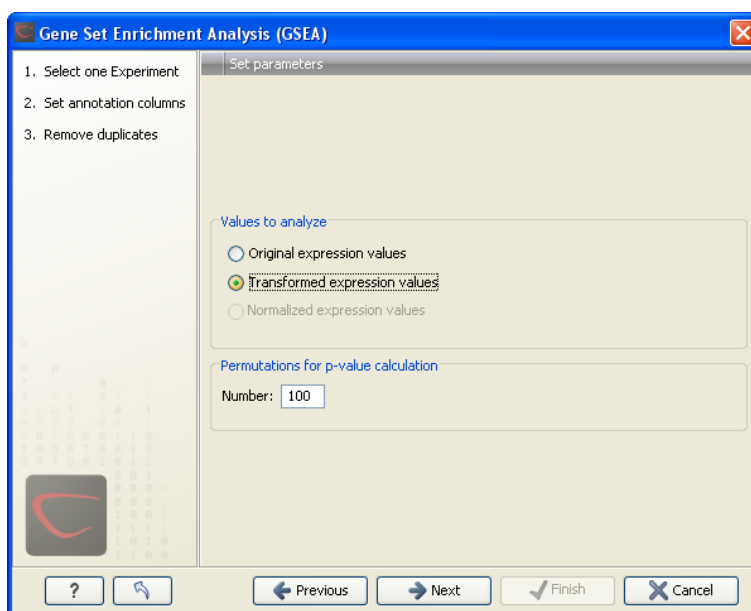 Gene Set Enrichment Analysis (GSEA)
1. Select one Experiment
2. Set annotation columns
3. Remove duplicates
Set parameters
Values to analyze
Original expression values
Transformed expression values
Normalized expression values
Permutations for p-value calculation
Number: 100
?
Previous
Next
Finish
Cancel